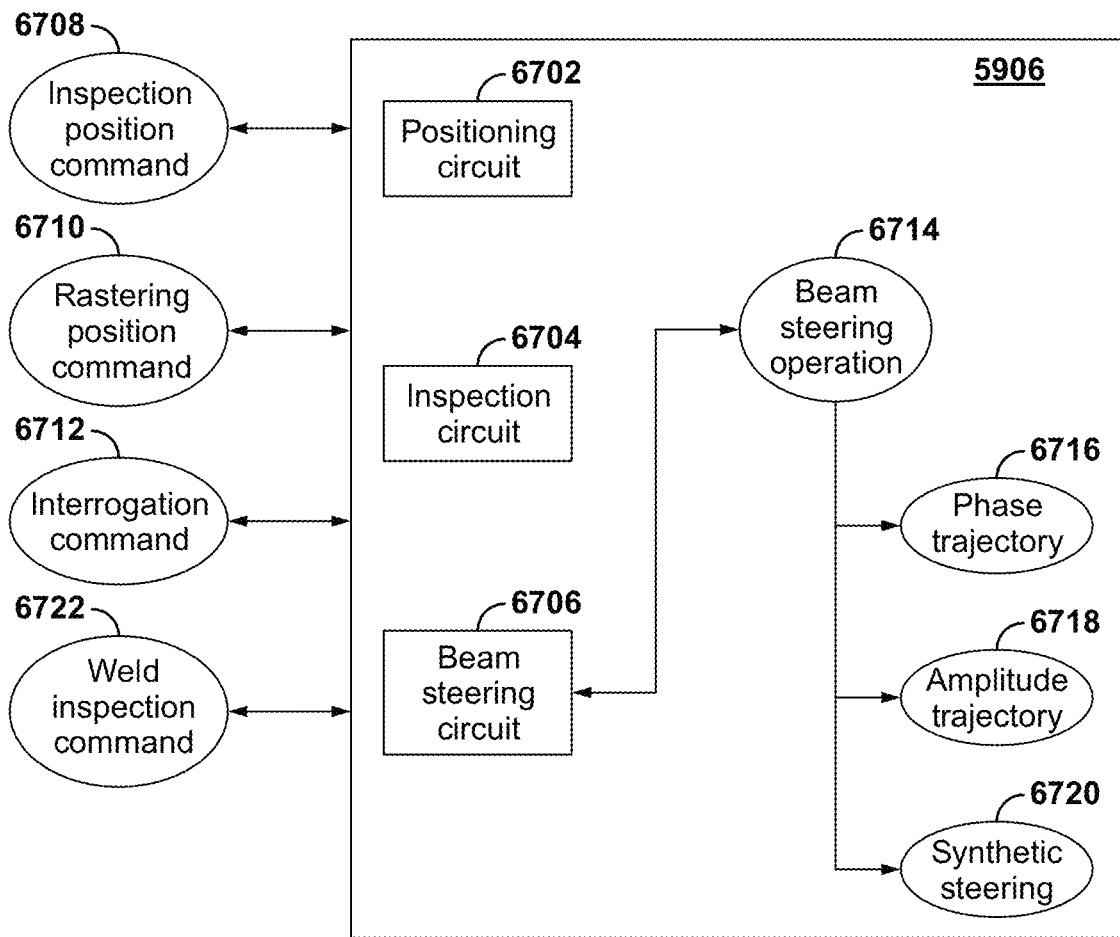 6708
Inspection
position
command
6710
Rastering
position
command
6712
Interrogation
command
6722
Weld
inspection
command
5906
6702
Positioning
circuit
6704
Inspection
circuit
6706
Beam
steering
circuit
6714
Beam
steering
operation
6716
Phase
trajectory
6718
Amplitude
trajectory
6720
Synthetic
steering